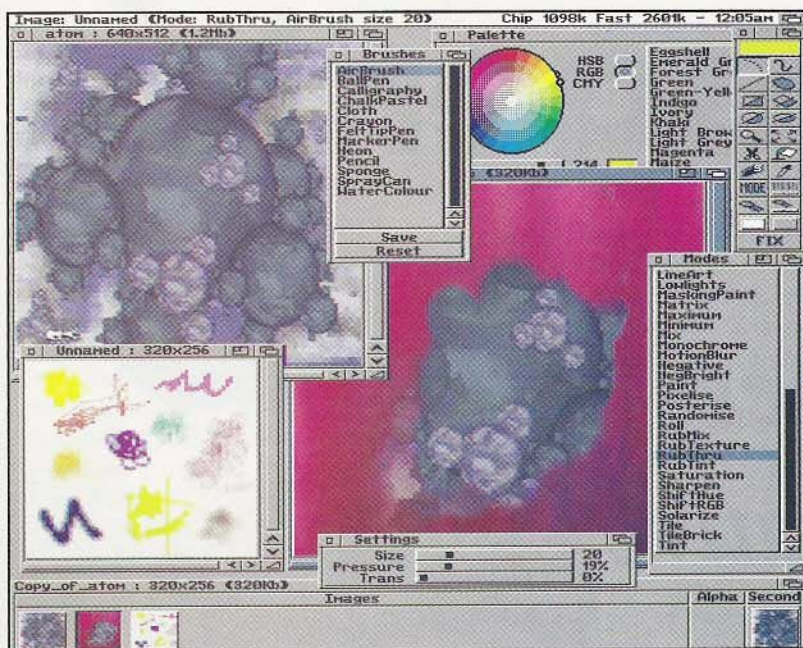 Image: Unnamed (Mode: RubThru, AirBrush size 20)
Chip 1098k Fast 2601k - 12:05am
atom : 640x512 (1.2Mb)
Brushes
AirBrush
BallPen
Calligraphy
ChalkPastel
Cloth
Crayon
FeltTipPen
MarkerPen
Neon
Pencil
Sponge
SprayCan
WaterColour
Save
Reset
Palette
HSB
RGB
CMY
Eggshell
Emerald Gr
Forest Gr
Green
Green-Yell
Indigo
Ivory
Khaki
Light Brow
Light Grey
Magenta
Maize
214
MODE
FIX
(320Kb)
Modes
LineArt
Lowlights
MaskingPaint
Matrix
Maximum
Minimum
Mix
Monochrome
MotionBlur
Negative
NegBright
Paint
Pixelise
Posterise
Randomise
Roll
RubMix
RubTexture
RubThru
RubTint
Saturation
Sharpen
ShiftHue
ShiftRGB
Solarize
Tile
TileBrick
Tint
Unnamed : 320x256
Settings
Size 20
Pressure 19%
Trans 0%
Copy_of_atom : 320x256 (320Kb)
Images
Alpha
Second